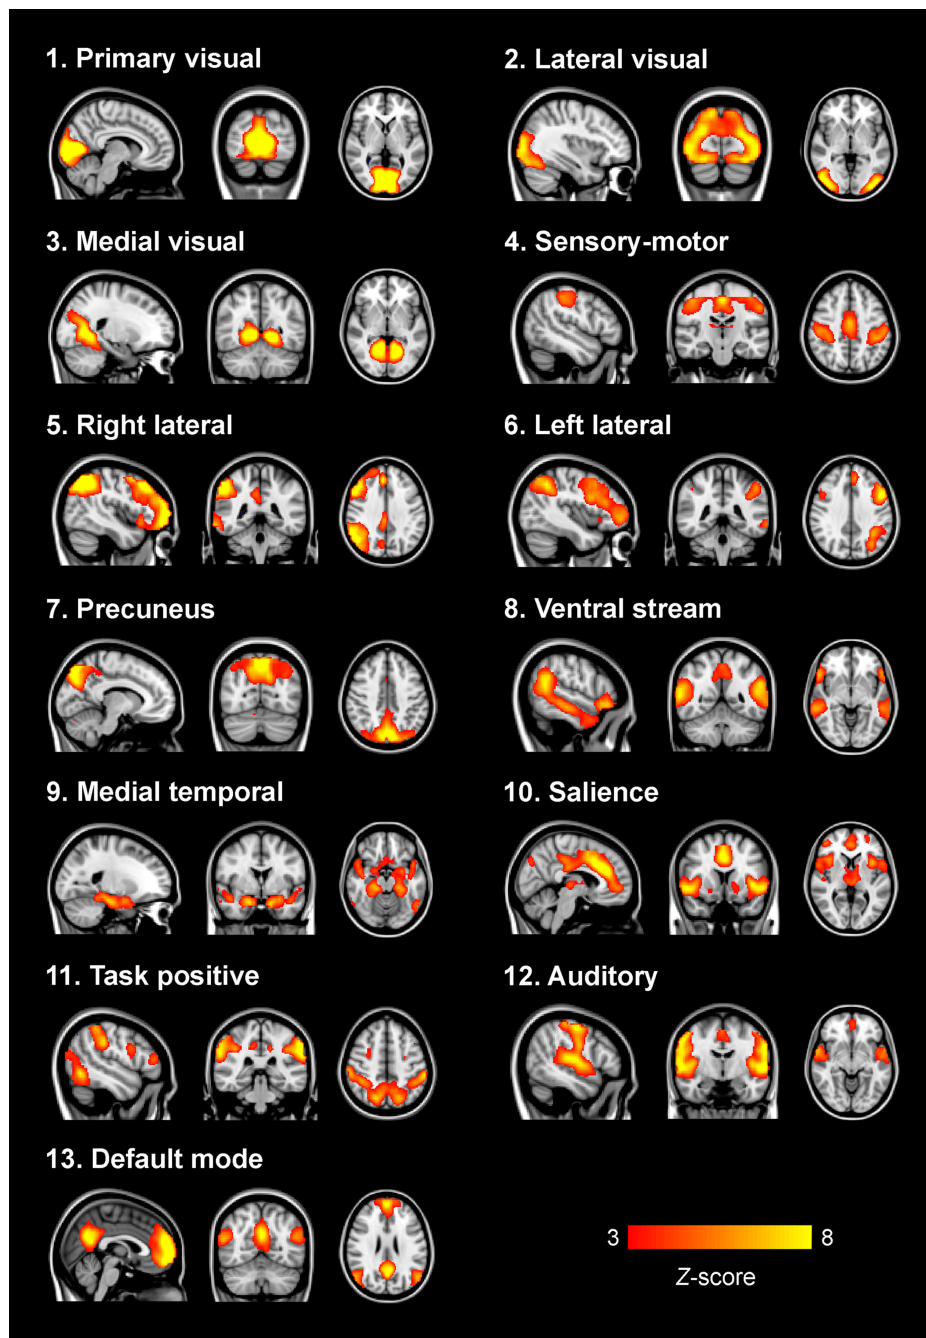 1. Primary visual
2. Lateral visual
3. Medial visual
4. Sensory-motor
5. Right lateral
6. Left lateral
7. Precuneus
8. Ventral stream
9. Medial temporal
10. Salience
11. Task positive
12. Auditory
13. Default mode
3 8
Z-score